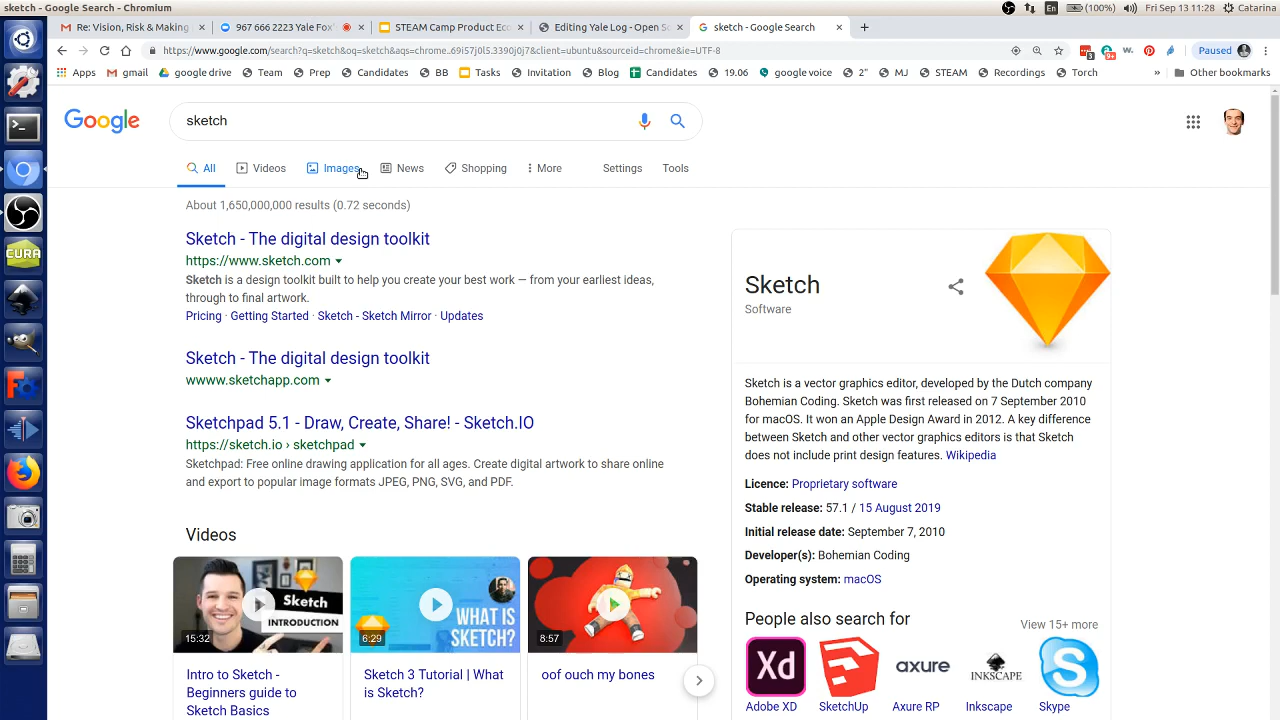 sketch - Google Search - Chromium
En (100%) Fri Sep 13 11:28 Catarina
Re: Vision, Risk & Making
967 666 2223 Yale Fox
STEAM Camp Product Eco
Editing Yale Log - Open So
sketch - Google Search
https://www.google.com/search?q=sketch&oq=sketch&aqs=chrome..69i57j0l5.3390j0j7&client=ubuntu&sourceid=chrome&ie=UTF-8
3 9+ w. Paused
Apps gmail google drive Team Prep Candidates BB Tasks Invitation Blog Candidates 19.06 google voice 2" MJ STEAM Recordings Torch » Other bookmarks
Google
sketch
All Videos Images News Shopping More Settings Tools
About 1,650,000,000 results (0.72 seconds)
Sketch - The digital design toolkit
https://www.sketch.com
Sketch is a design toolkit built to help you create your best work — from your earliest ideas,
through to final artwork.
Pricing · Getting Started · Sketch - Sketch Mirror · Updates
Sketch - The digital design toolkit
wwww.sketchapp.com
Sketchpad 5.1 - Draw, Create, Share! - Sketch.IO
https://sketch.io › sketchpad
Sketchpad: Free online drawing application for all ages. Create digital artwork to share online
and export to popular image formats JPEG, PNG, SVG, and PDF.
Videos
Sketch
INTRODUCTION
15:32
WHAT IS
SKETCH?
6:29
8:57
Intro to Sketch -
Beginners guide to
Sketch Basics
Sketch 3 Tutorial | What
is Sketch?
oof ouch my bones
Sketch
Software
Sketch is a vector graphics editor, developed by the Dutch company
Bohemian Coding. Sketch was first released on 7 September 2010
for macOS. It won an Apple Design Award in 2012. A key difference
between Sketch and other vector graphics editors is that Sketch
does not include print design features. Wikipedia
Licence: Proprietary software
Stable release: 57.1 / 15 August 2019
Initial release date: September 7, 2010
Developer(s): Bohemian Coding
Operating system: macOS
People also search for
View 15+ more
Xd
axure
INKSCAPE
Adobe XD
SketchUp
Axure RP
Inkscape
Skype
CURA